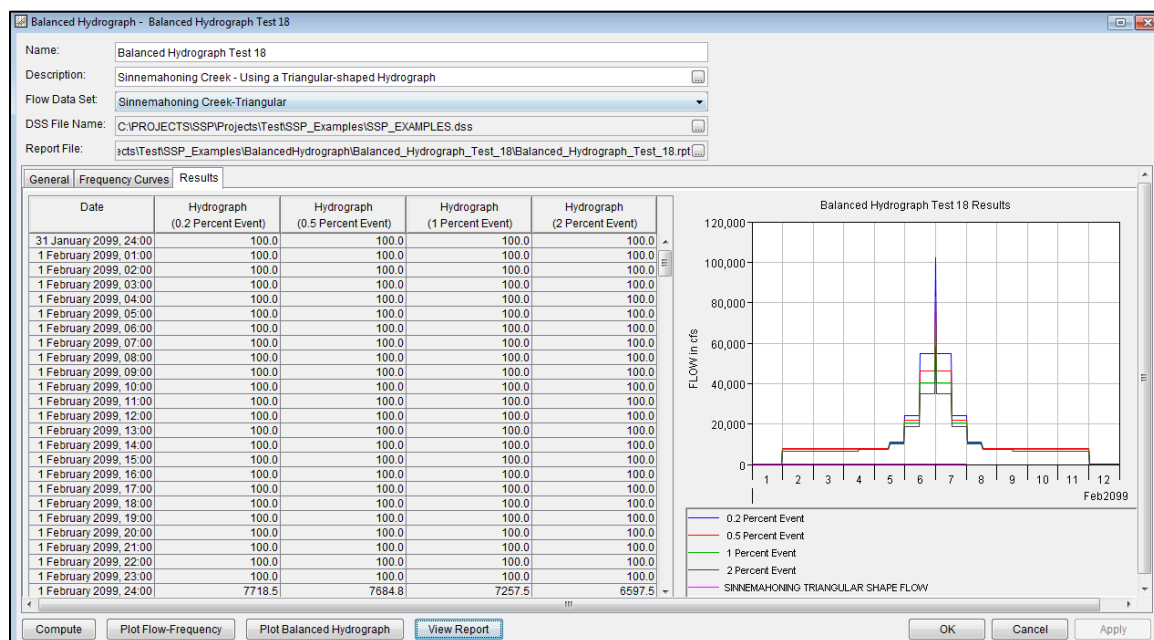 Balanced Hydrograph - Balanced Hydrograph Test 18
Name: Balanced Hydrograph Test 18
Description: Sinnemahoning Creek - Using a Triangular-shaped Hydrograph ...
Flow Data Set: Sinnemahoning Creek-Triangular
DSS File Name: C:\PROJECTS\SSP\Projects\Test\SSP_Examples\SSP_EXAMPLES.dss ...
Report File: ects\Test\SSP_Examples\BalancedHydrograph\Balanced_Hydrograph_Test_18\Balanced_Hydrograph_Test_18.rpt ...
General Frequency Curves Results
Date Hydrograph Hydrograph Hydrograph Hydrograph
(0.2 Percent Event) (0.5 Percent Event) (1 Percent Event) (2 Percent Event)
31 January 2099, 24:00 100.0 100.0 100.0 100.0
1 February 2099, 01:00 100.0 100.0 100.0 100.0
1 February 2099, 02:00 100.0 100.0 100.0 100.0
1 February 2099, 03:00 100.0 100.0 100.0 100.0
1 February 2099, 04:00 100.0 100.0 100.0 100.0
1 February 2099, 05:00 100.0 100.0 100.0 100.0
1 February 2099, 06:00 100.0 100.0 100.0 100.0
1 February 2099, 07:00 100.0 100.0 100.0 100.0
1 February 2099, 08:00 100.0 100.0 100.0 100.0
1 February 2099, 09:00 100.0 100.0 100.0 100.0
1 February 2099, 10:00 100.0 100.0 100.0 100.0
1 February 2099, 11:00 100.0 100.0 100.0 100.0
1 February 2099, 12:00 100.0 100.0 100.0 100.0
1 February 2099, 13:00 100.0 100.0 100.0 100.0
1 February 2099, 14:00 100.0 100.0 100.0 100.0
1 February 2099, 15:00 100.0 100.0 100.0 100.0
1 February 2099, 16:00 100.0 100.0 100.0 100.0
1 February 2099, 17:00 100.0 100.0 100.0 100.0
1 February 2099, 18:00 100.0 100.0 100.0 100.0
1 February 2099, 19:00 100.0 100.0 100.0 100.0
1 February 2099, 20:00 100.0 100.0 100.0 100.0
1 February 2099, 21:00 100.0 100.0 100.0 100.0
1 February 2099, 22:00 100.0 100.0 100.0 100.0
1 February 2099, 23:00 100.0 100.0 100.0 100.0
1 February 2099, 24:00 7718.5 7684.8 7257.5 6597.5
Balanced Hydrograph Test 18 Results
FLOW in cfs
120,000
100,000
80,000
60,000
40,000
20,000
0
1 2 3 4 5 6 7 8 9 10 11 12
Feb2099
0.2 Percent Event
0.5 Percent Event
1 Percent Event
2 Percent Event
SINNEMAHONING TRIANGULAR SHAPE FLOW
Compute Plot Flow-Frequency Plot Balanced Hydrograph View Report OK Cancel Apply